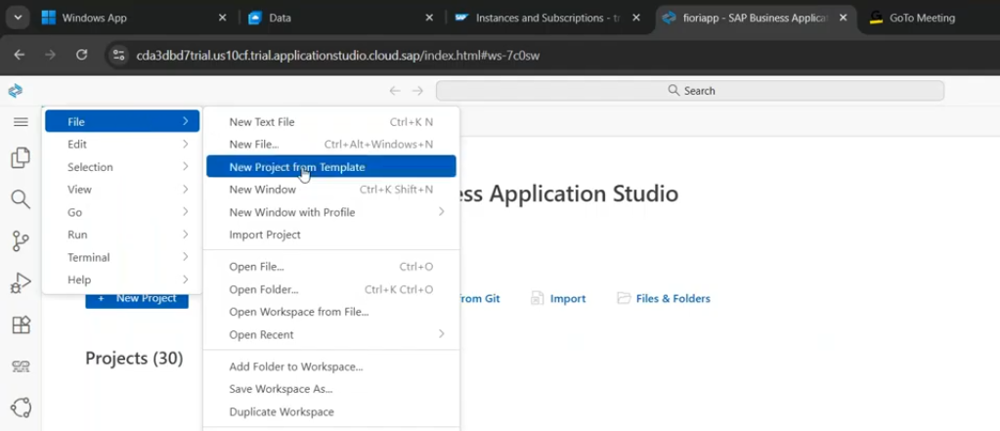 Windows App
Data
Instances and Subscriptions - tr
fioriapp - SAP Business Applica
GoTo Meeting
cda3dbd7trial.us10cf.trial.applicationstudio.cloud.sap/index.html#ws-7c0sw
Search
File
Edit
Selection
View
Go
Run
Terminal
Help
New Text File Ctrl+K N
New File... Ctrl+Alt+Windows+N
New Project from Template
New Window Ctrl+K Shift+N
New Window with Profile
Import Project
Open File... Ctrl+O
Open Folder... Ctrl+K Ctrl+O
Open Workspace from File...
Open Recent
Add Folder to Workspace...
Save Workspace As...
Duplicate Workspace
ess Application Studio
+ New Project
from Git
Import
Files & Folders
Projects (30)